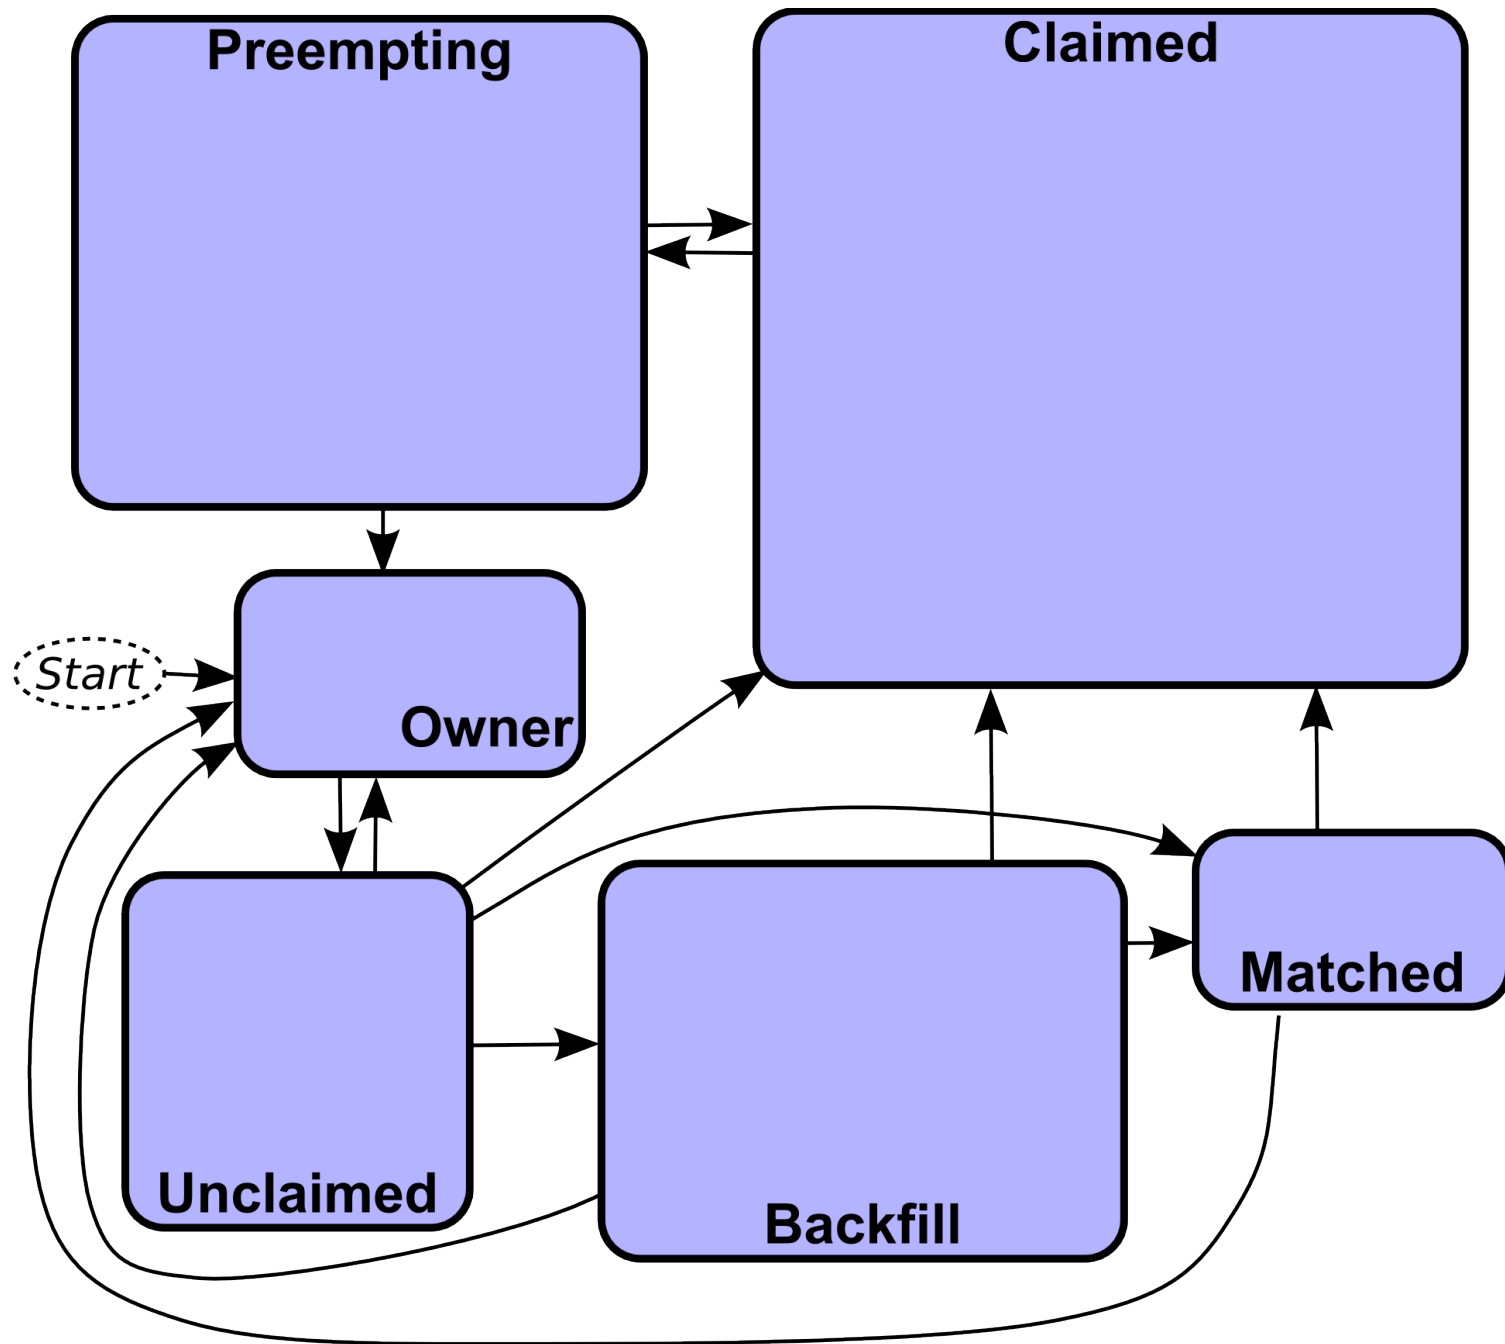 Preempting
Claimed
Start
Owner
Matched
Unclaimed
Backfill